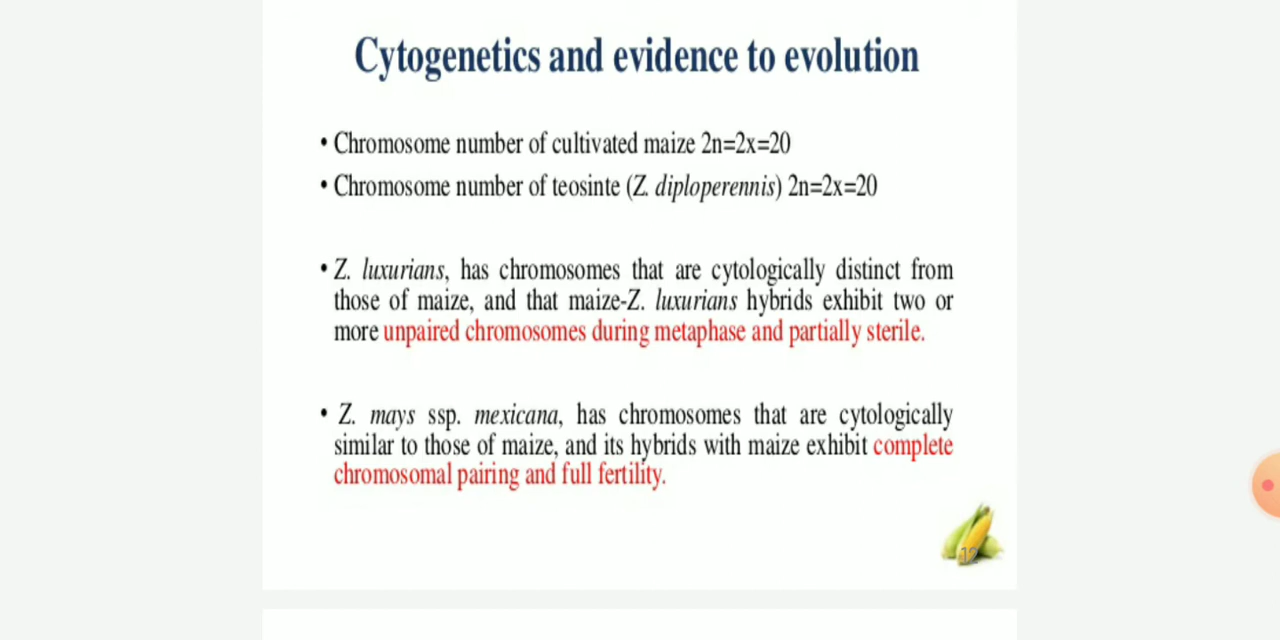 Cytogenetics and evidence to evolution
• Chromosome number of cultivated maize 2n=2x=20
• Chromosome number of teosinte (Z. diploperennis) 2n=2x=20
• Z. luxurians, has chromosomes that are cytologically distinct from
those of maize, and that maize-Z. luxurians hybrids exhibit two or
more unpaired chromosomes during metaphase and partially sterile.
• Z. mays ssp. mexicana, has chromosomes that are cytologically
similar to those of maize, and its hybrids with maize exhibit complete
chromosomal pairing and full fertility.
12